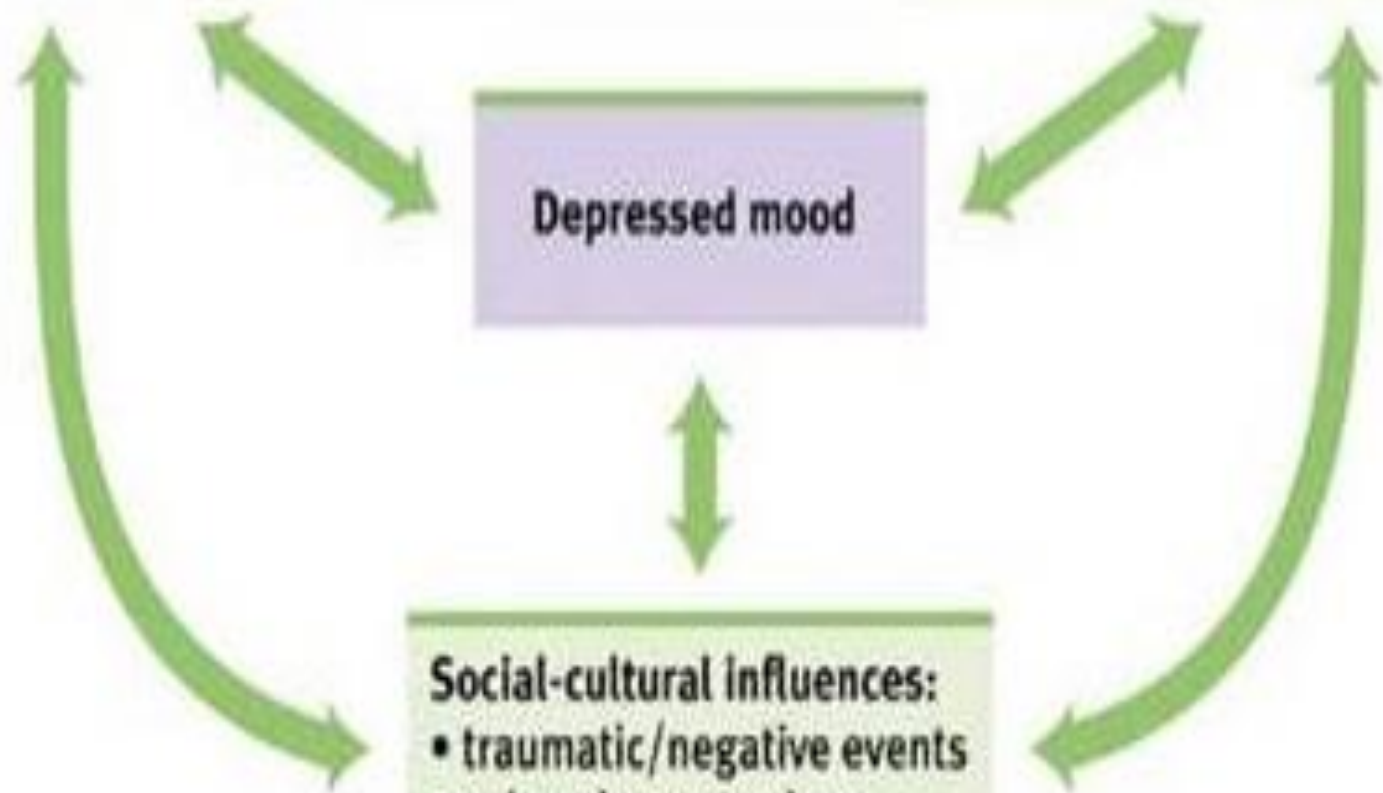 Depressed mood
Social-cultural influences:
• traumatic/negative events